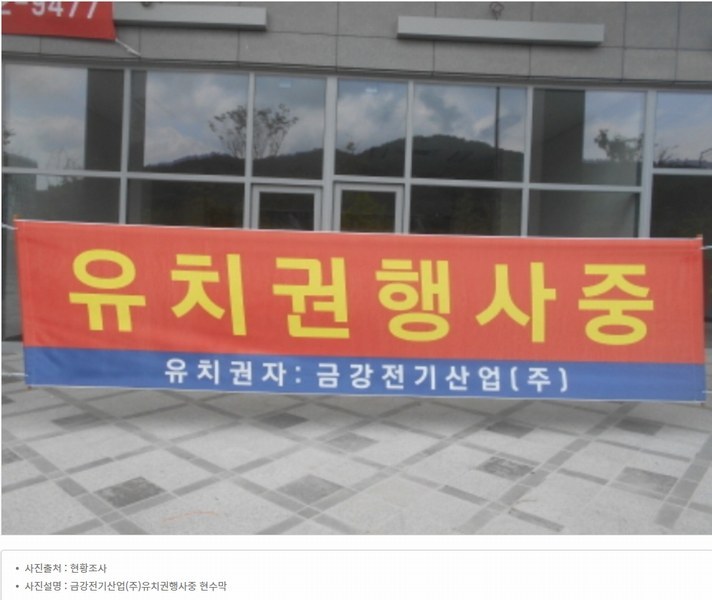 2-9477
유치권행사중
유치권자: 금강전기산업(주)
• 사진출처 : 현황조사
• 사진설명 : 금강전기산업(주)유치권행사중 현수막